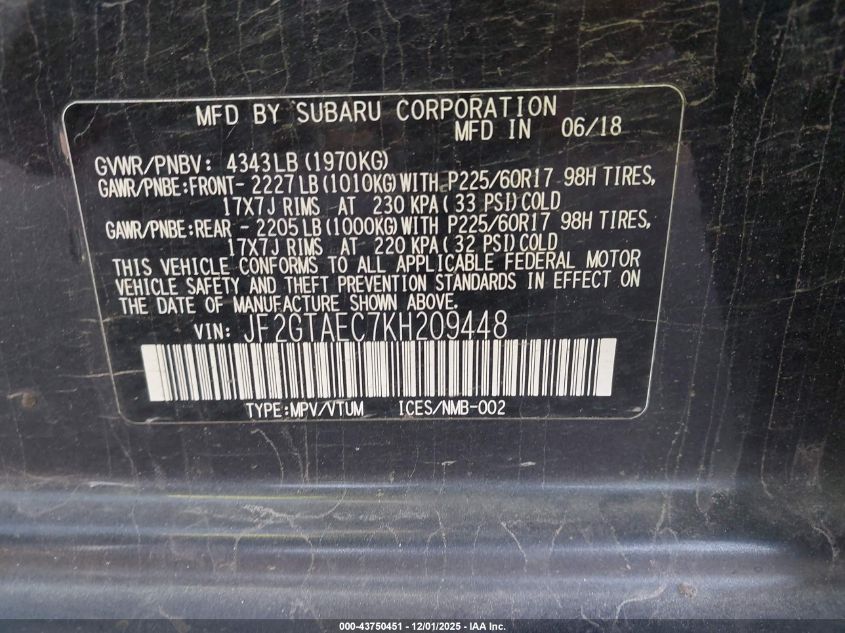 MFD BY SUBARU CORPORATION
MFD IN 06/18
GVWR/PNBV: 4343LB(1970KG)
GAWR/PNBE:FRONT- 2227LB(1010KG)WITH P225/60R17 98H TIRES,
17X7J RIMS AT 230 KPA(33 PSI)COLD
GAWR/PNBE:REAR - 2205LB(1000KG)WITH P225/60R17 98H TIRES,
17X7J RIMS AT 220 KPA(32 PSI)COLD
THIS VEHICLE CONFORMS TO ALL APPLICABLE FEDERAL MOTOR
VEHICLE SAFETY AND THEFT PREVENTION STANDARDS IN EFFECT ON
THE DATE OF MANUFACTURE SHOWN ABOVE.
VIN: JF2GTAEC7KH209448
TYPE:MPV/VTUM ICES/NMB-002
000-43750451 - 12/01/2025 - IAA Inc.